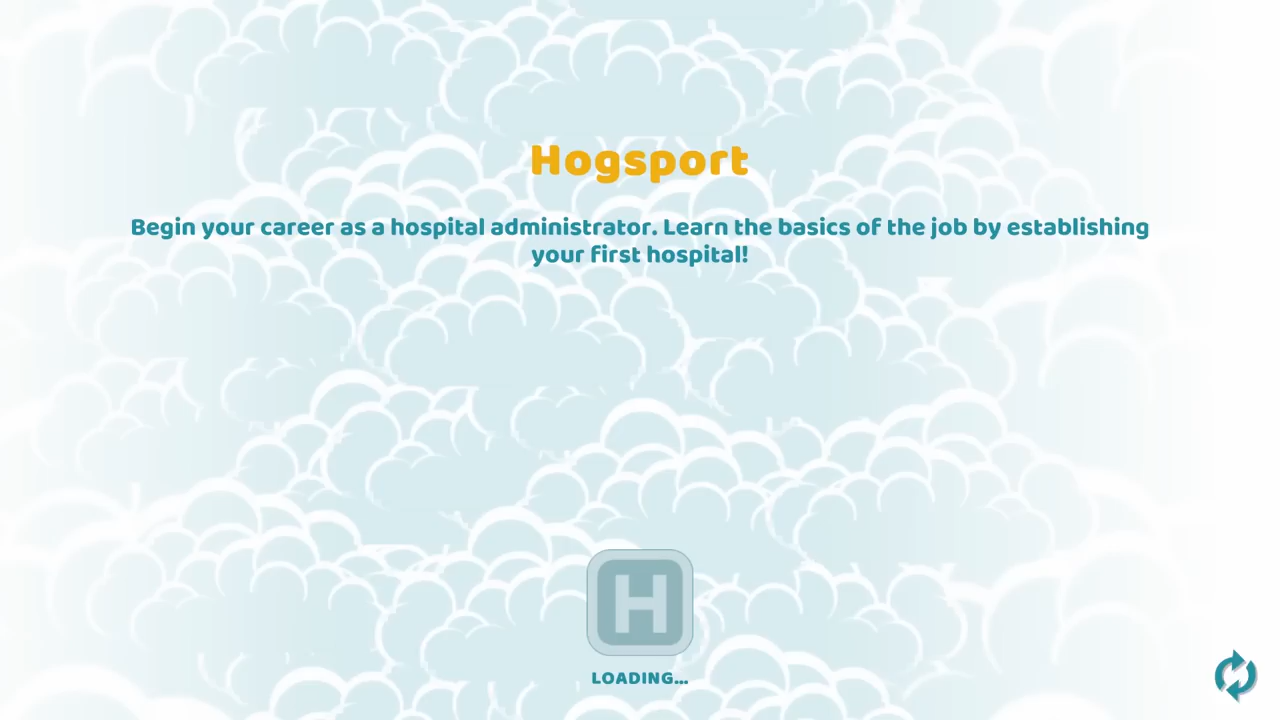 Hogsport
Begin your career as a hospital administrator. Learn the basics of the job by establishing
your first hospital!
H
LOADING...